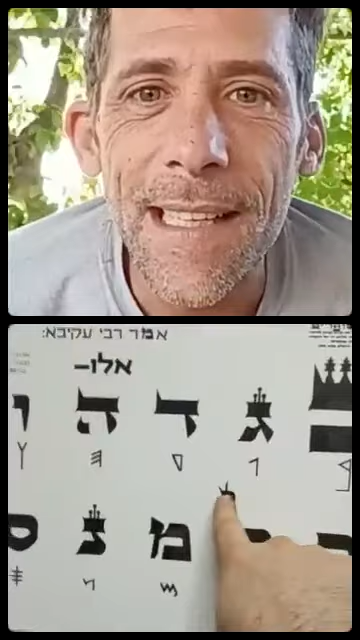 אמר רבי עקיבא:
אלו–
ג ד ה ו
𐤂 𐤃 𐤄 𐤅
מ נ ס
𐤌 𐤍 𐤎